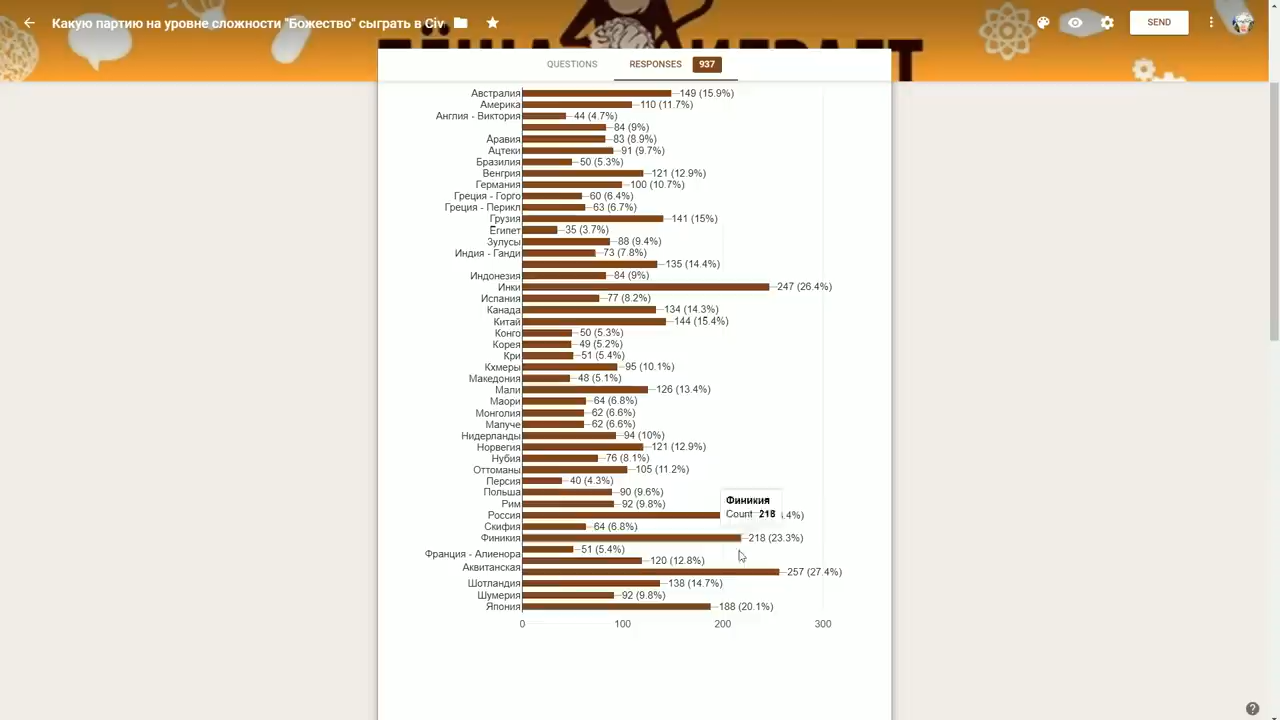 Какую партию на уровне сложности "Божество" сыграть в Civ
SEND
QUESTIONS
RESPONSES 937
Австралия 149 (15.9%)
Америка 110 (11.7%)
Англия - Виктория 44 (4.7%)
84 (9%)
Аравия 83 (8.9%)
Ацтеки 91 (9.7%)
Бразилия 50 (5.3%)
Венгрия 121 (12.9%)
Германия 100 (10.7%)
Греция - Горго 60 (6.4%)
Греция - Перикл 63 (6.7%)
Грузия 141 (15%)
Египет 35 (3.7%)
Зулусы 88 (9.4%)
Индия - Ганди 73 (7.8%)
135 (14.4%)
Индонезия 84 (9%)
Инки 247 (26.4%)
Испания 77 (8.2%)
Канада 134 (14.3%)
Китай 144 (15.4%)
Конго 50 (5.3%)
Корея 49 (5.2%)
Кри 51 (5.4%)
Кхмеры 95 (10.1%)
Македония 48 (5.1%)
Мали 126 (13.4%)
Маори 64 (6.8%)
Монголия 62 (6.6%)
Мапуче 62 (6.6%)
Нидерланды 94 (10%)
Норвегия 121 (12.9%)
Нубия 76 (8.1%)
Оттоманы 105 (11.2%)
Персия 40 (4.3%)
Польша 90 (9.6%)
Рим 92 (9.8%)
Финикия
Count: 218
Россия .4%)
Скифия 64 (6.8%)
Финикия 218 (23.3%)
51 (5.4%)
Франция - Алиенора
120 (12.8%)
Аквитанская
257 (27.4%)
Шотландия 138 (14.7%)
Шумерия 92 (9.8%)
Япония 188 (20.1%)
0 100 200 300